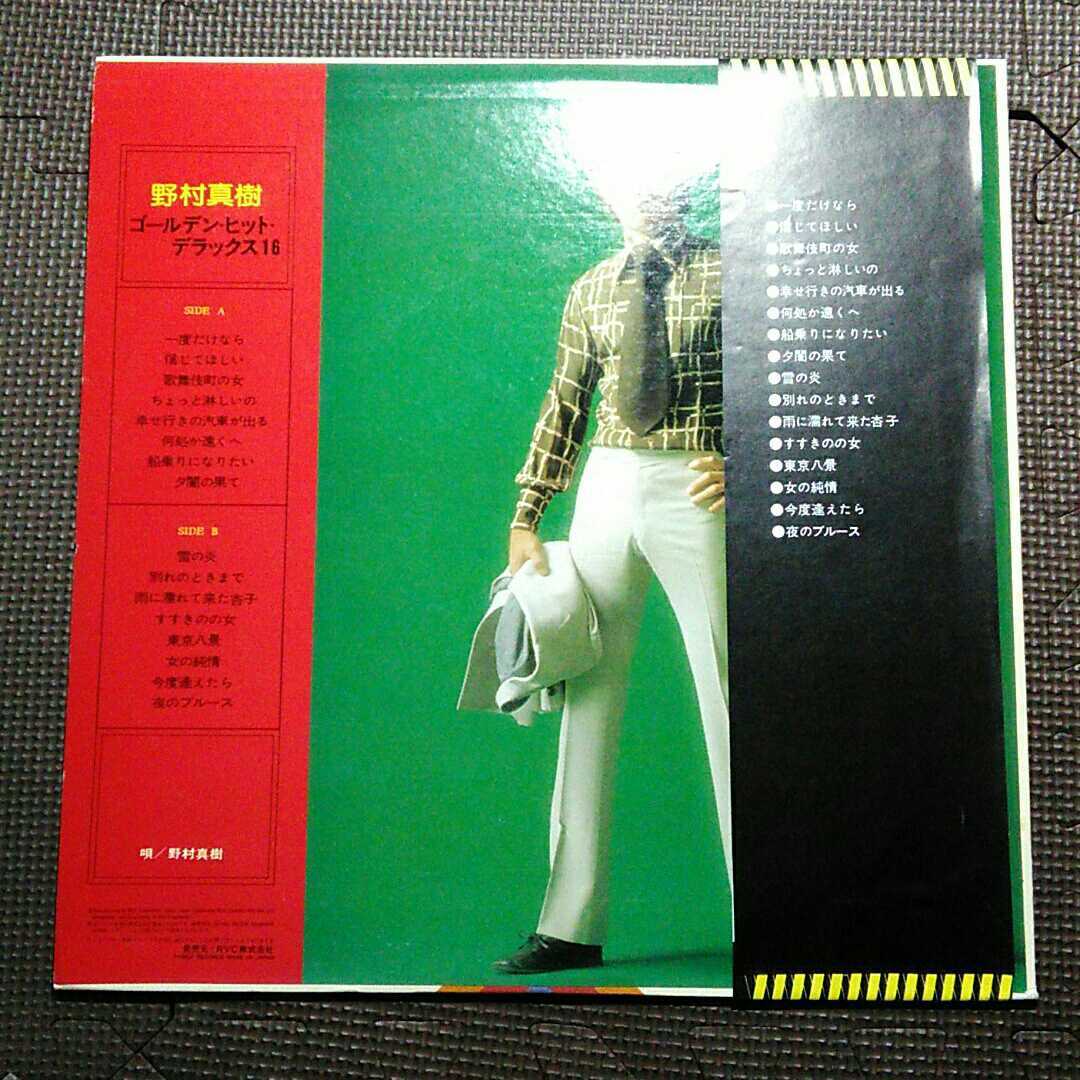 野村真樹
ゴールデン・ヒット・
デラックス16
SIDE A
一度だけなら
信じてほしい
歌舞伎町の女
ちょっと淋しいの
幸せ行きの汽車が出る
何処か遠くへ
船乗りになりたい
夕闇の果て
SIDE B
雪の炎
別れのときまで
雨に濡れて来た杏子
すすきのの女
東京八景
女の純情
今度逢えたら
夜のブルース
唄／野村真樹
発売元・RVC株式会社
●一度だけなら
●信じてほしい
●歌舞伎町の女
●ちょっと淋しいの
●幸せ行きの汽車が出る
●何処か遠くへ
●船乗りになりたい
●夕闇の果て
●雪の炎
●別れのときまで
●雨に濡れて来た杏子
●すすきのの女
●東京八景
●女の純情
●今度逢えたら
●夜のブルース